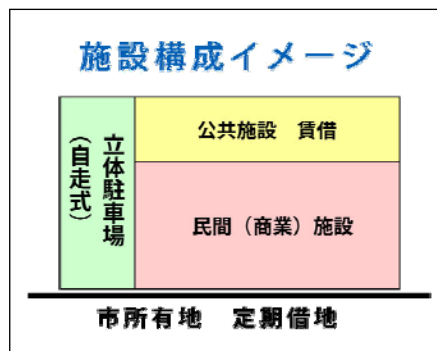 施設構成イメージ
立体駐車場
（自走式）
公共施設　賃借
民間（商業）施設
市所有地　定期借地